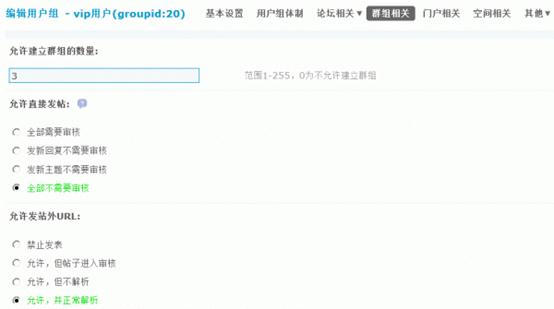 编辑用户组 - vip用户(groupid:20) 基本设置 用户组体制 论坛相关 群组相关 门户相关 空间相关 其他
允许建立群组的数量:
3 范围1-255，0为不允许建立群组
允许直接发帖: ?
全部需要审核
发新回复不需要审核
发新主题不需要审核
全部不需要审核
允许发站外URL:
禁止发表
允许，但帖子进入审核
允许，但不解析
允许，并正常解析